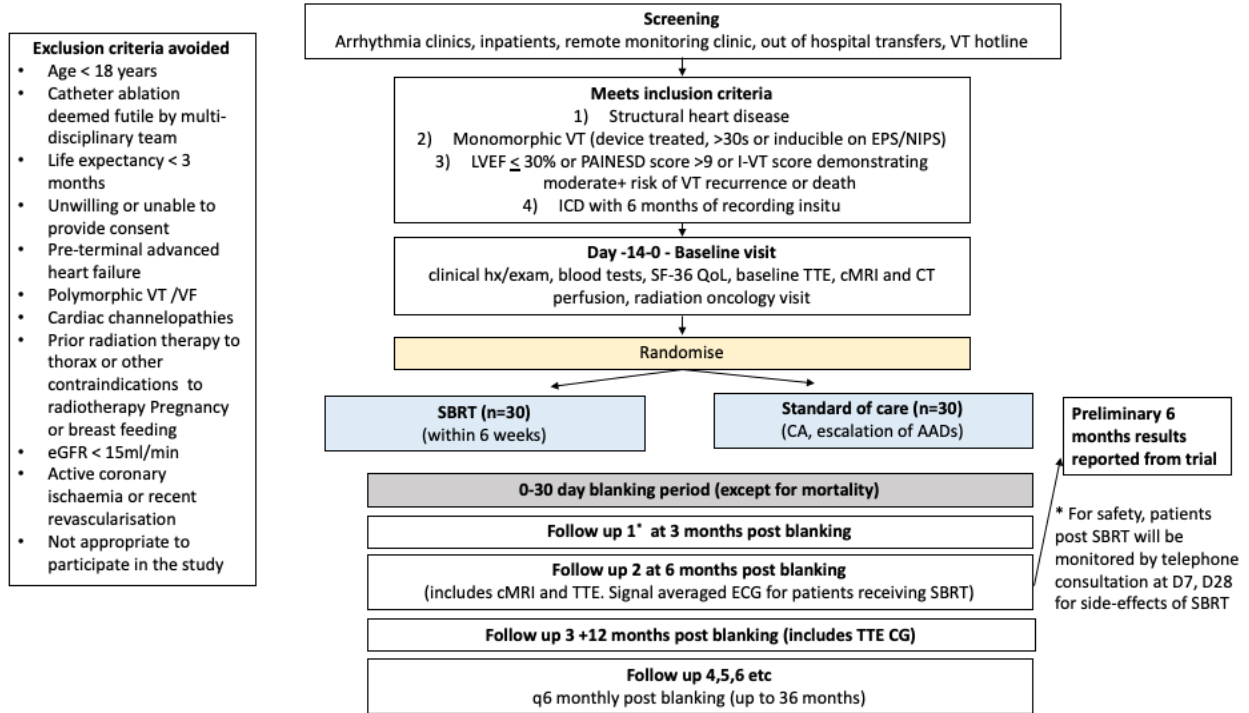 Screening
Arrhythmia clinics, inpatients, remote monitoring clinic, out of hospital transfers, VT hotline
Exclusion criteria avoided
• Age < 18 years
• Catheter ablation
deemed futile by multi-
disciplinary team
• Life expectancy < 3
months
• Unwilling or unable to
provide consent
• Pre-terminal advanced
heart failure
• Polymorphic VT /VF
• Cardiac channelopathies
• Prior radiation therapy to
thorax or other
contraindications to
radiotherapy Pregnancy
or breast feeding
• eGFR < 15ml/min
• Active coronary
ischaemia or recent
revascularisation
• Not appropriate to
participate in the study
Meets inclusion criteria
1) Structural heart disease
2) Monomorphic VT (device treated, >30s or inducible on EPS/NIPS)
3) LVEF ≤ 30% or PAINESD score >9 or I-VT score demonstrating
moderate+ risk of VT recurrence or death
4) ICD with 6 months of recording insitu
Day -14-0 - Baseline visit
clinical hx/exam, blood tests, SF-36 QoL, baseline TTE, cMRI and CT
perfusion, radiation oncology visit
Randomise
SBRT (n=30)
(within 6 weeks)
Standard of care (n=30)
(CA, escalation of AADs)
0-30 day blanking period (except for mortality)
Follow up 1* at 3 months post blanking
Follow up 2 at 6 months post blanking
(includes cMRI and TTE. Signal averaged ECG for patients receiving SBRT)
Follow up 3 +12 months post blanking (includes TTE CG)
Follow up 4,5,6 etc
q6 monthly post blanking (up to 36 months)
Preliminary 6
months results
reported from trial
* For safety, patients
post SBRT will be
monitored by telephone
consultation at D7, D28
for side-effects of SBRT